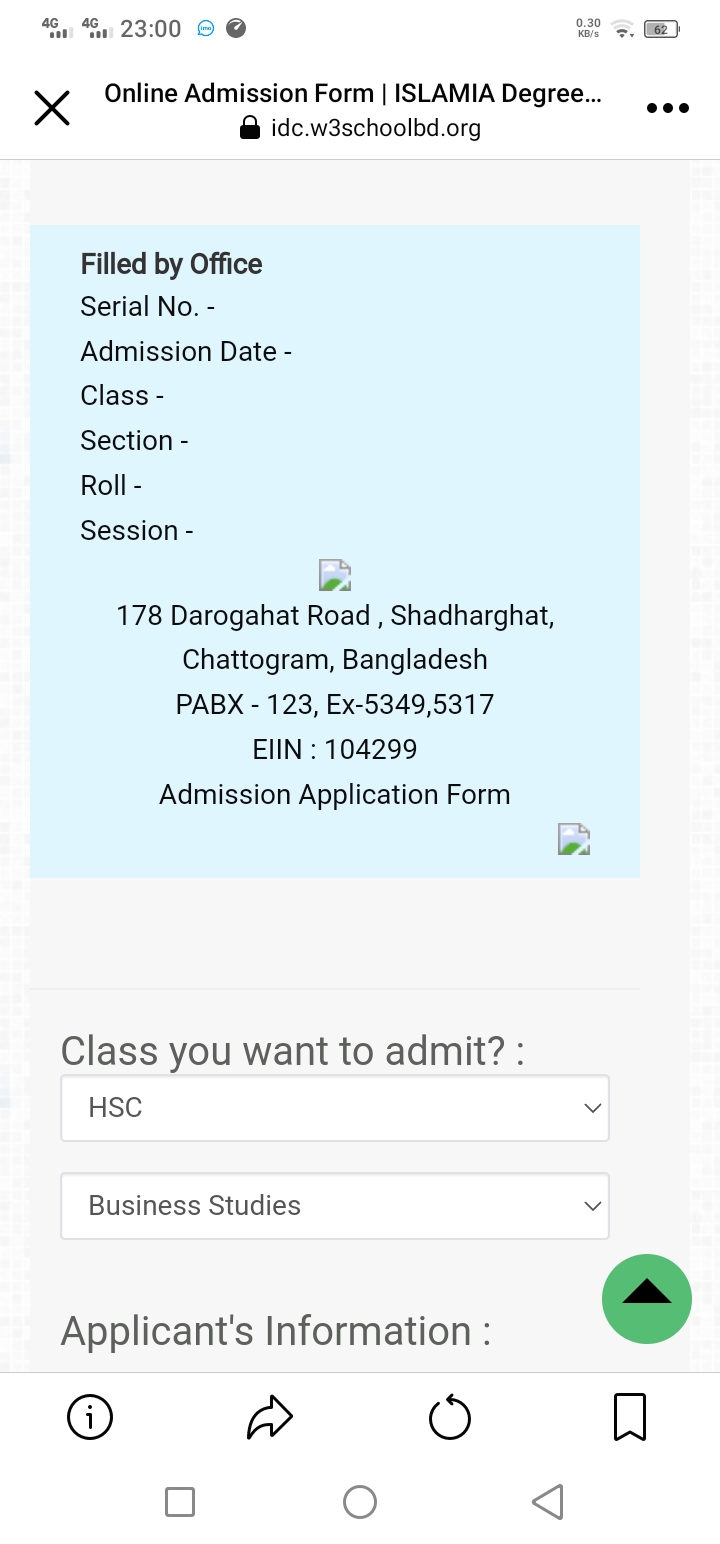 4G 4G 23:00 imo 0.30 KB/s 62
Online Admission Form | ISLAMIA Degree...
idc.w3schoolbd.org
Filled by Office
Serial No. -
Admission Date -
Class -
Section -
Roll -
Session -
178 Darogahat Road , Shadharghat,
Chattogram, Bangladesh
PABX - 123, Ex-5349,5317
EIIN : 104299
Admission Application Form
Class you want to admit? :
HSC
Business Studies
Applicant's Information :